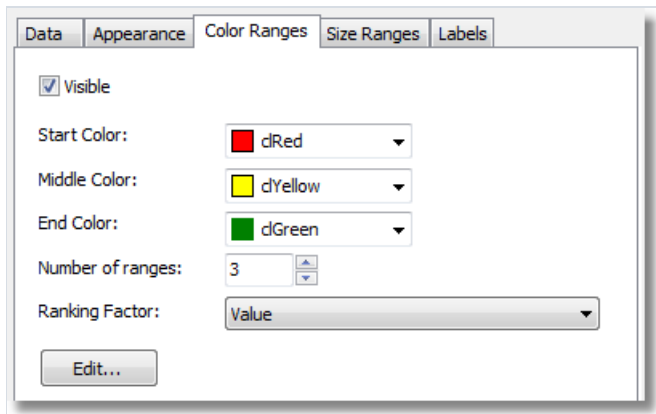 Data Appearance Color Ranges Size Ranges Labels
Visible
Start Color: clRed
Middle Color: clYellow
End Color: clGreen
Number of ranges: 3
Ranking Factor: Value
Edit...